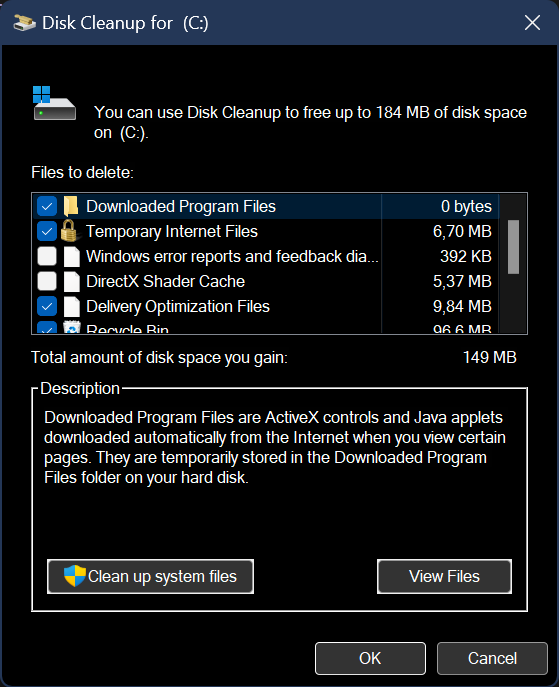 Disk Cleanup for (C:)
You can use Disk Cleanup to free up to 184 MB of disk space
on (C:).
Files to delete:
Downloaded Program Files 0 bytes
Temporary Internet Files 6,70 MB
Windows error reports and feedback dia... 392 KB
DirectX Shader Cache 5,37 MB
Delivery Optimization Files 9,84 MB
Recycle Bin 96,6 MB
Total amount of disk space you gain: 149 MB
Description
Downloaded Program Files are ActiveX controls and Java applets
downloaded automatically from the Internet when you view certain
pages. They are temporarily stored in the Downloaded Program
Files folder on your hard disk.
Clean up system files View Files
OK Cancel